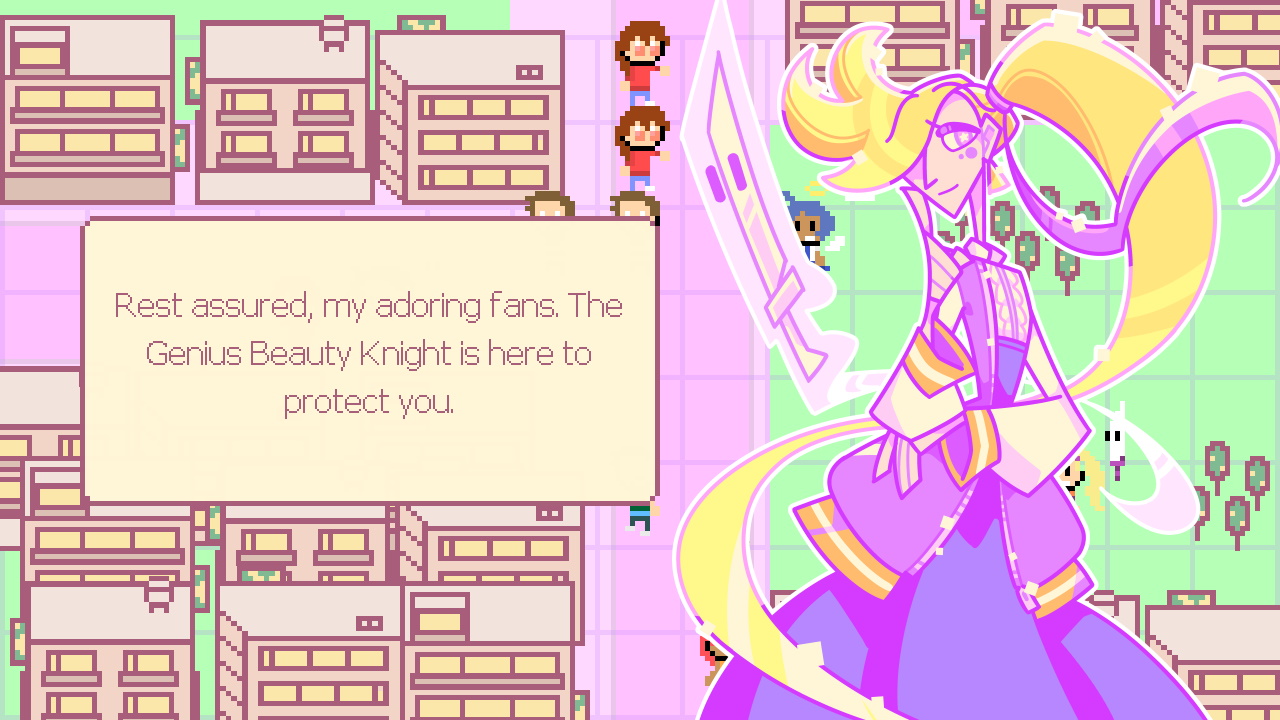 Rest assured, my adoring fans. The
Genius Beauty Knight is here to
protect you.